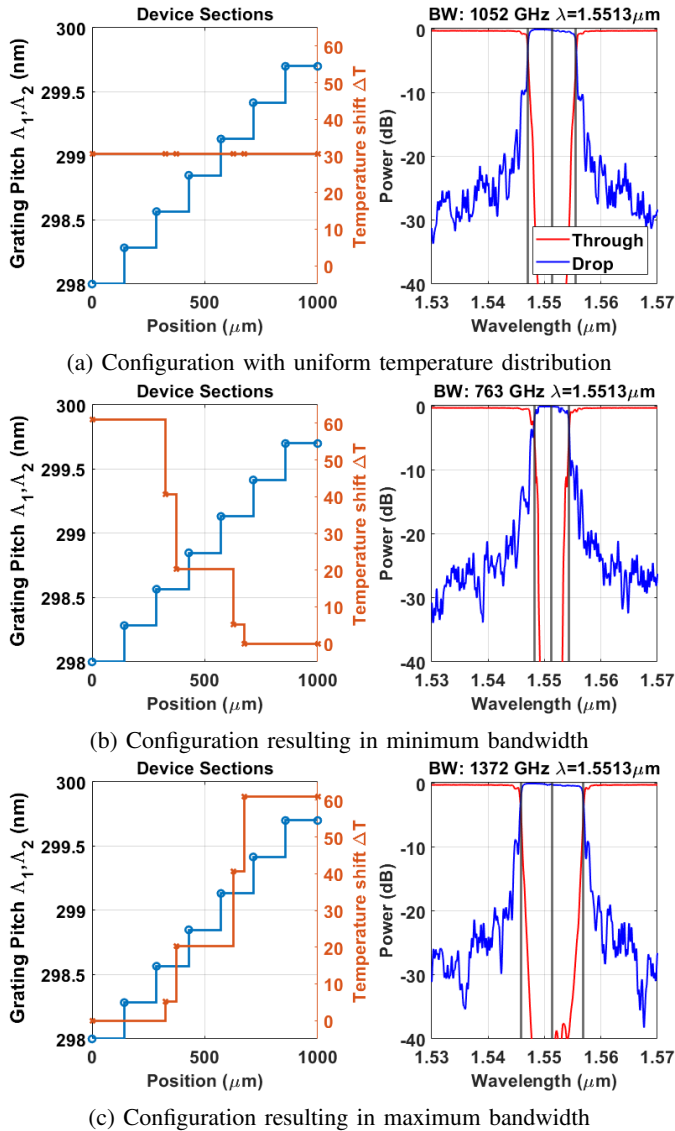 Device Sections
BW: 1052 GHz λ=1.5513μm
Grating Pitch Λ1,Λ2 (nm)
300
299.5
299
298.5
298
60
50
40
30
20
10
0
Temperature shift ΔT
0
500
1000
Position (μm)
Power (dB)
0
-10
-20
-30
-40
Through
Drop
1.53
1.54
1.55
1.56
1.57
Wavelength (μm)
(a) Configuration with uniform temperature distribution
Device Sections
BW: 763 GHz λ=1.5513μm
Grating Pitch Λ1,Λ2 (nm)
300
299.5
299
298.5
298
60
50
40
30
20
10
0
Temperature shift ΔT
0
500
1000
Position (μm)
Power (dB)
0
-10
-20
-30
-40
1.53
1.54
1.55
1.56
1.57
Wavelength (μm)
(b) Configuration resulting in minimum bandwidth
Device Sections
BW: 1372 GHz λ=1.5513μm
Grating Pitch Λ1,Λ2 (nm)
300
299.5
299
298.5
298
60
50
40
30
20
10
0
Temperature shift ΔT
0
500
1000
Position (μm)
Power (dB)
0
-10
-20
-30
-40
1.53
1.54
1.55
1.56
1.57
Wavelength (μm)
(c) Configuration resulting in maximum bandwidth